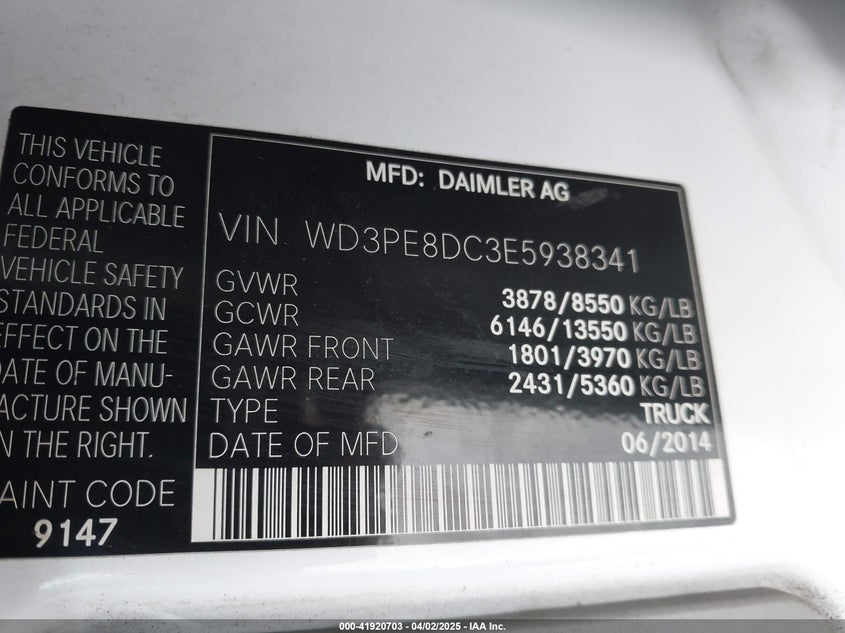 THIS VEHICLE
CONFORMS TO
ALL APPLICABLE
FEDERAL
VEHICLE SAFETY
STANDARDS IN
EFFECT ON THE
DATE OF MANU-
ACTURE SHOWN
N THE RIGHT.
AINT CODE
9147
MFD: DAIMLER AG
VIN WD3PE8DC3E5938341
GVWR 3878/8550 KG/LB
GCWR 6146/13550 KG/LB
GAWR FRONT 1801/3970 KG/LB
GAWR REAR 2431/5360 KG/LB
TYPE TRUCK
DATE OF MFD 06/2014
000-41920703 - 04/02/2025 - IAA Inc.